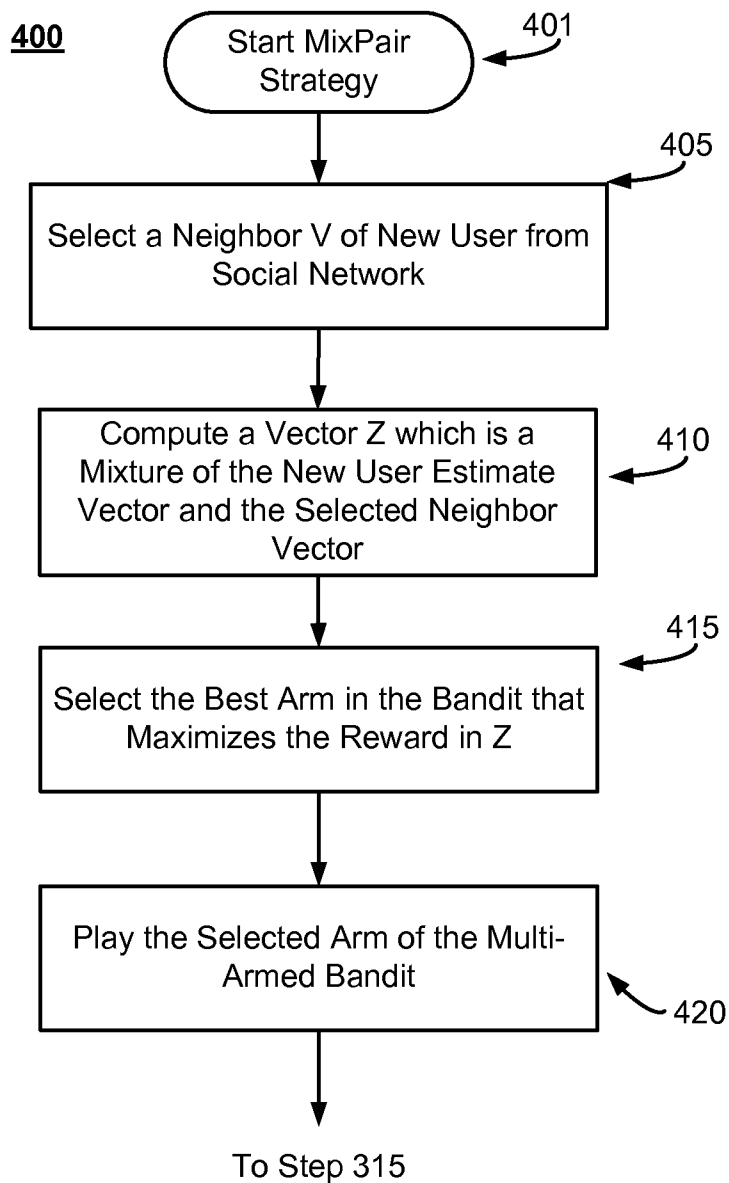 400
Start MixPair
Strategy
401
405
Select a Neighbor V of New User from
Social Network
Compute a Vector Z which is a
Mixture of the New User Estimate
Vector and the Selected Neighbor
Vector
410
415
Select the Best Arm in the Bandit that
Maximizes the Reward in Z
Play the Selected Arm of the Multi-
Armed Bandit
420
To Step 315